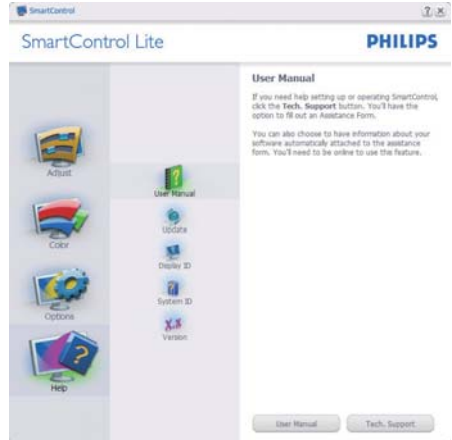 SmartControl
? X
SmartControl Lite
PHILIPS
Adjust
Color
Options
Help
User Manual
Update
Display ID
System ID
X.X
Version
User Manual
If you need help setting up or operating SmartControl,
click the Tech. Support button. You'll have the
option to fill out an Assistance Form.
You can also choose to have information about your
software automatically attached to the assistance
form. You'll need to be online to use this feature.
User Manual
Tech. Support